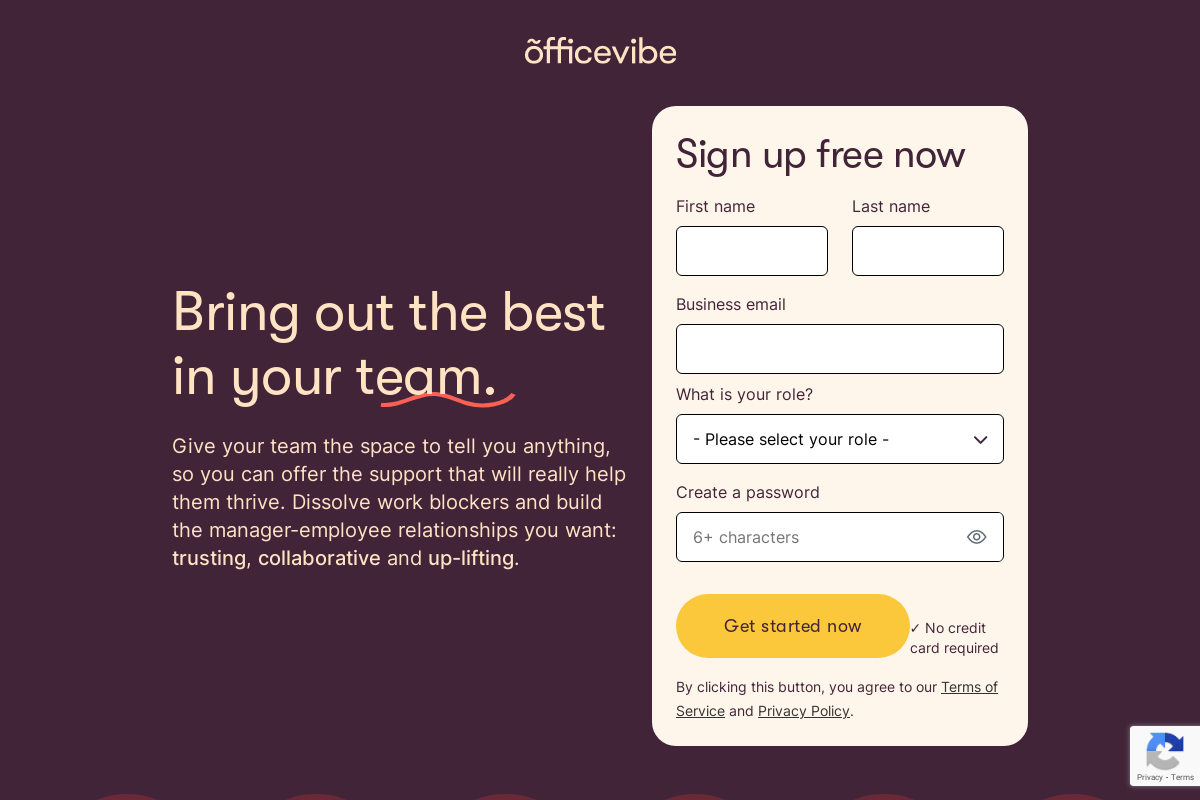 õfficevibe
Bring out the best
in your team.
Give your team the space to tell you anything,
so you can offer the support that will really help
them thrive. Dissolve work blockers and build
the manager-employee relationships you want:
trusting, collaborative and up-lifting.
Sign up free now
First name
Last name
Business email
What is your role?
- Please select your role -
Create a password
6+ characters
Get started now
✓ No credit
card required
By clicking this button, you agree to our Terms of
Service and Privacy Policy.
Privacy - Terms